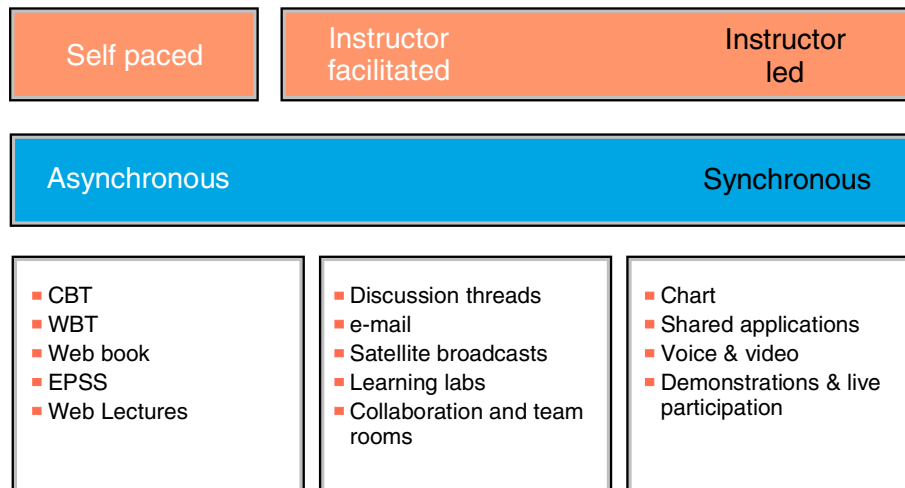 Self paced
Instructor
facilitated
Instructor
led
Asynchronous
Synchronous
CBT
WBT
Web book
EPSS
Web Lectures
Discussion threads
e-mail
Satellite broadcasts
Learning labs
Collaboration and team
rooms
Chart
Shared applications
Voice & video
Demonstrations & live
participation